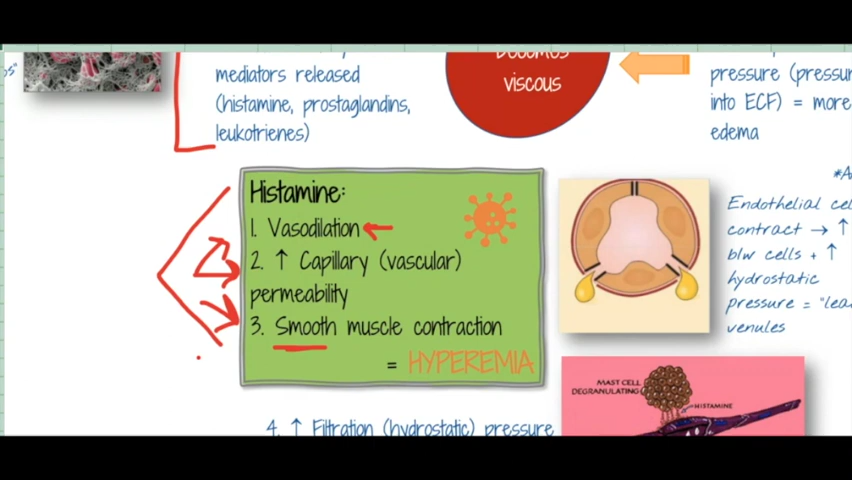 os"
mediators released
(histamine, prostaglandins,
leukotrienes)
becomes
viscous
pressure (pressur
into ECF) = more
edema
Histamine:
1. Vasodilation
2. ↑ Capillary (vascular)
permeability
3. Smooth muscle contraction
= HYPEREMIA
Endothelial cel
contract → ↑
b/w cells + ↑
hydrostatic
pressure = "lea
venules
MAST CELL
DEGRANULATING
HISTAMINE
4. ↑ Filtration (hydrostatic) pressure